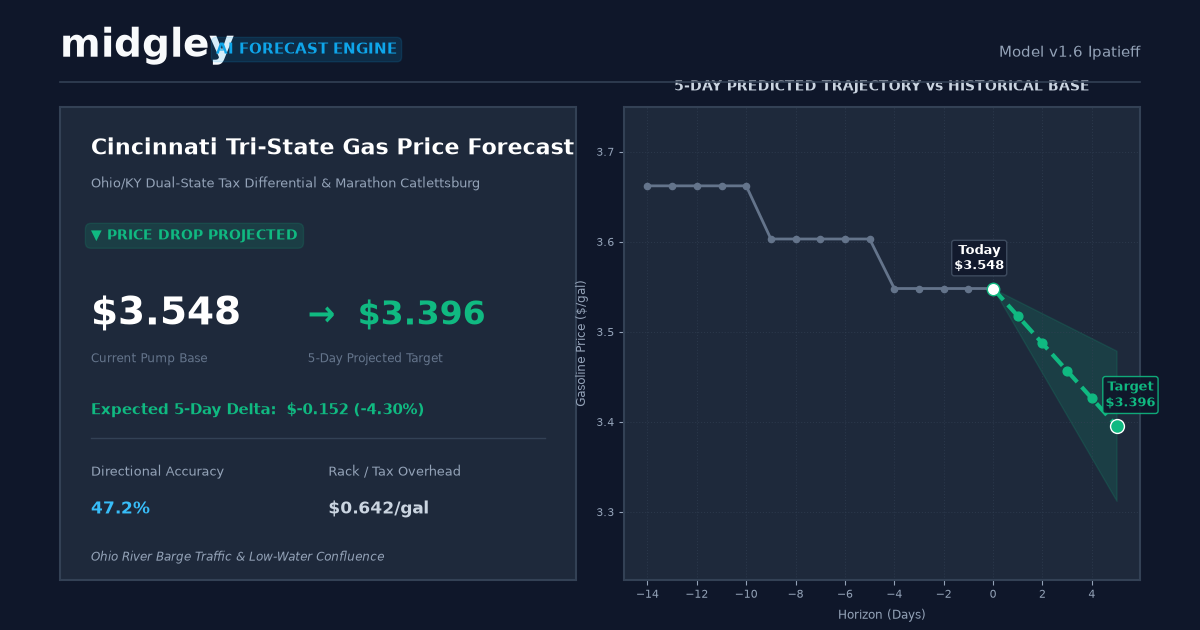 midgley
AI FORECAST ENGINE
Model v1.6 Ipatieff
Cincinnati Tri-State Gas Price Forecast
Ohio/KY Dual-State Tax Differential & Marathon Catlettsburg
▼ PRICE DROP PROJECTED
$3.548
→ $3.396
Current Pump Base
5-Day Projected Target
Expected 5-Day Delta: $-0.152 (-4.30%)
Directional Accuracy
Rack / Tax Overhead
47.2%
$0.642/gal
Ohio River Barge Traffic & Low-Water Confluence
5-DAY PREDICTED TRAJECTORY vs HISTORICAL BASE
Gasoline Price ($/gal)
3.7
3.6
3.5
3.4
3.3
Today
$3.548
Target
$3.396
−14 −12 −10 −8 −6 −4 −2 0 2 4
Horizon (Days)